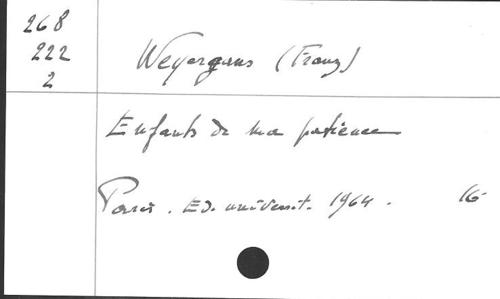 268
222
2
Weyergans (Franz)
Enfants de ma patience
Paris. Ed. universit. 1964. 16